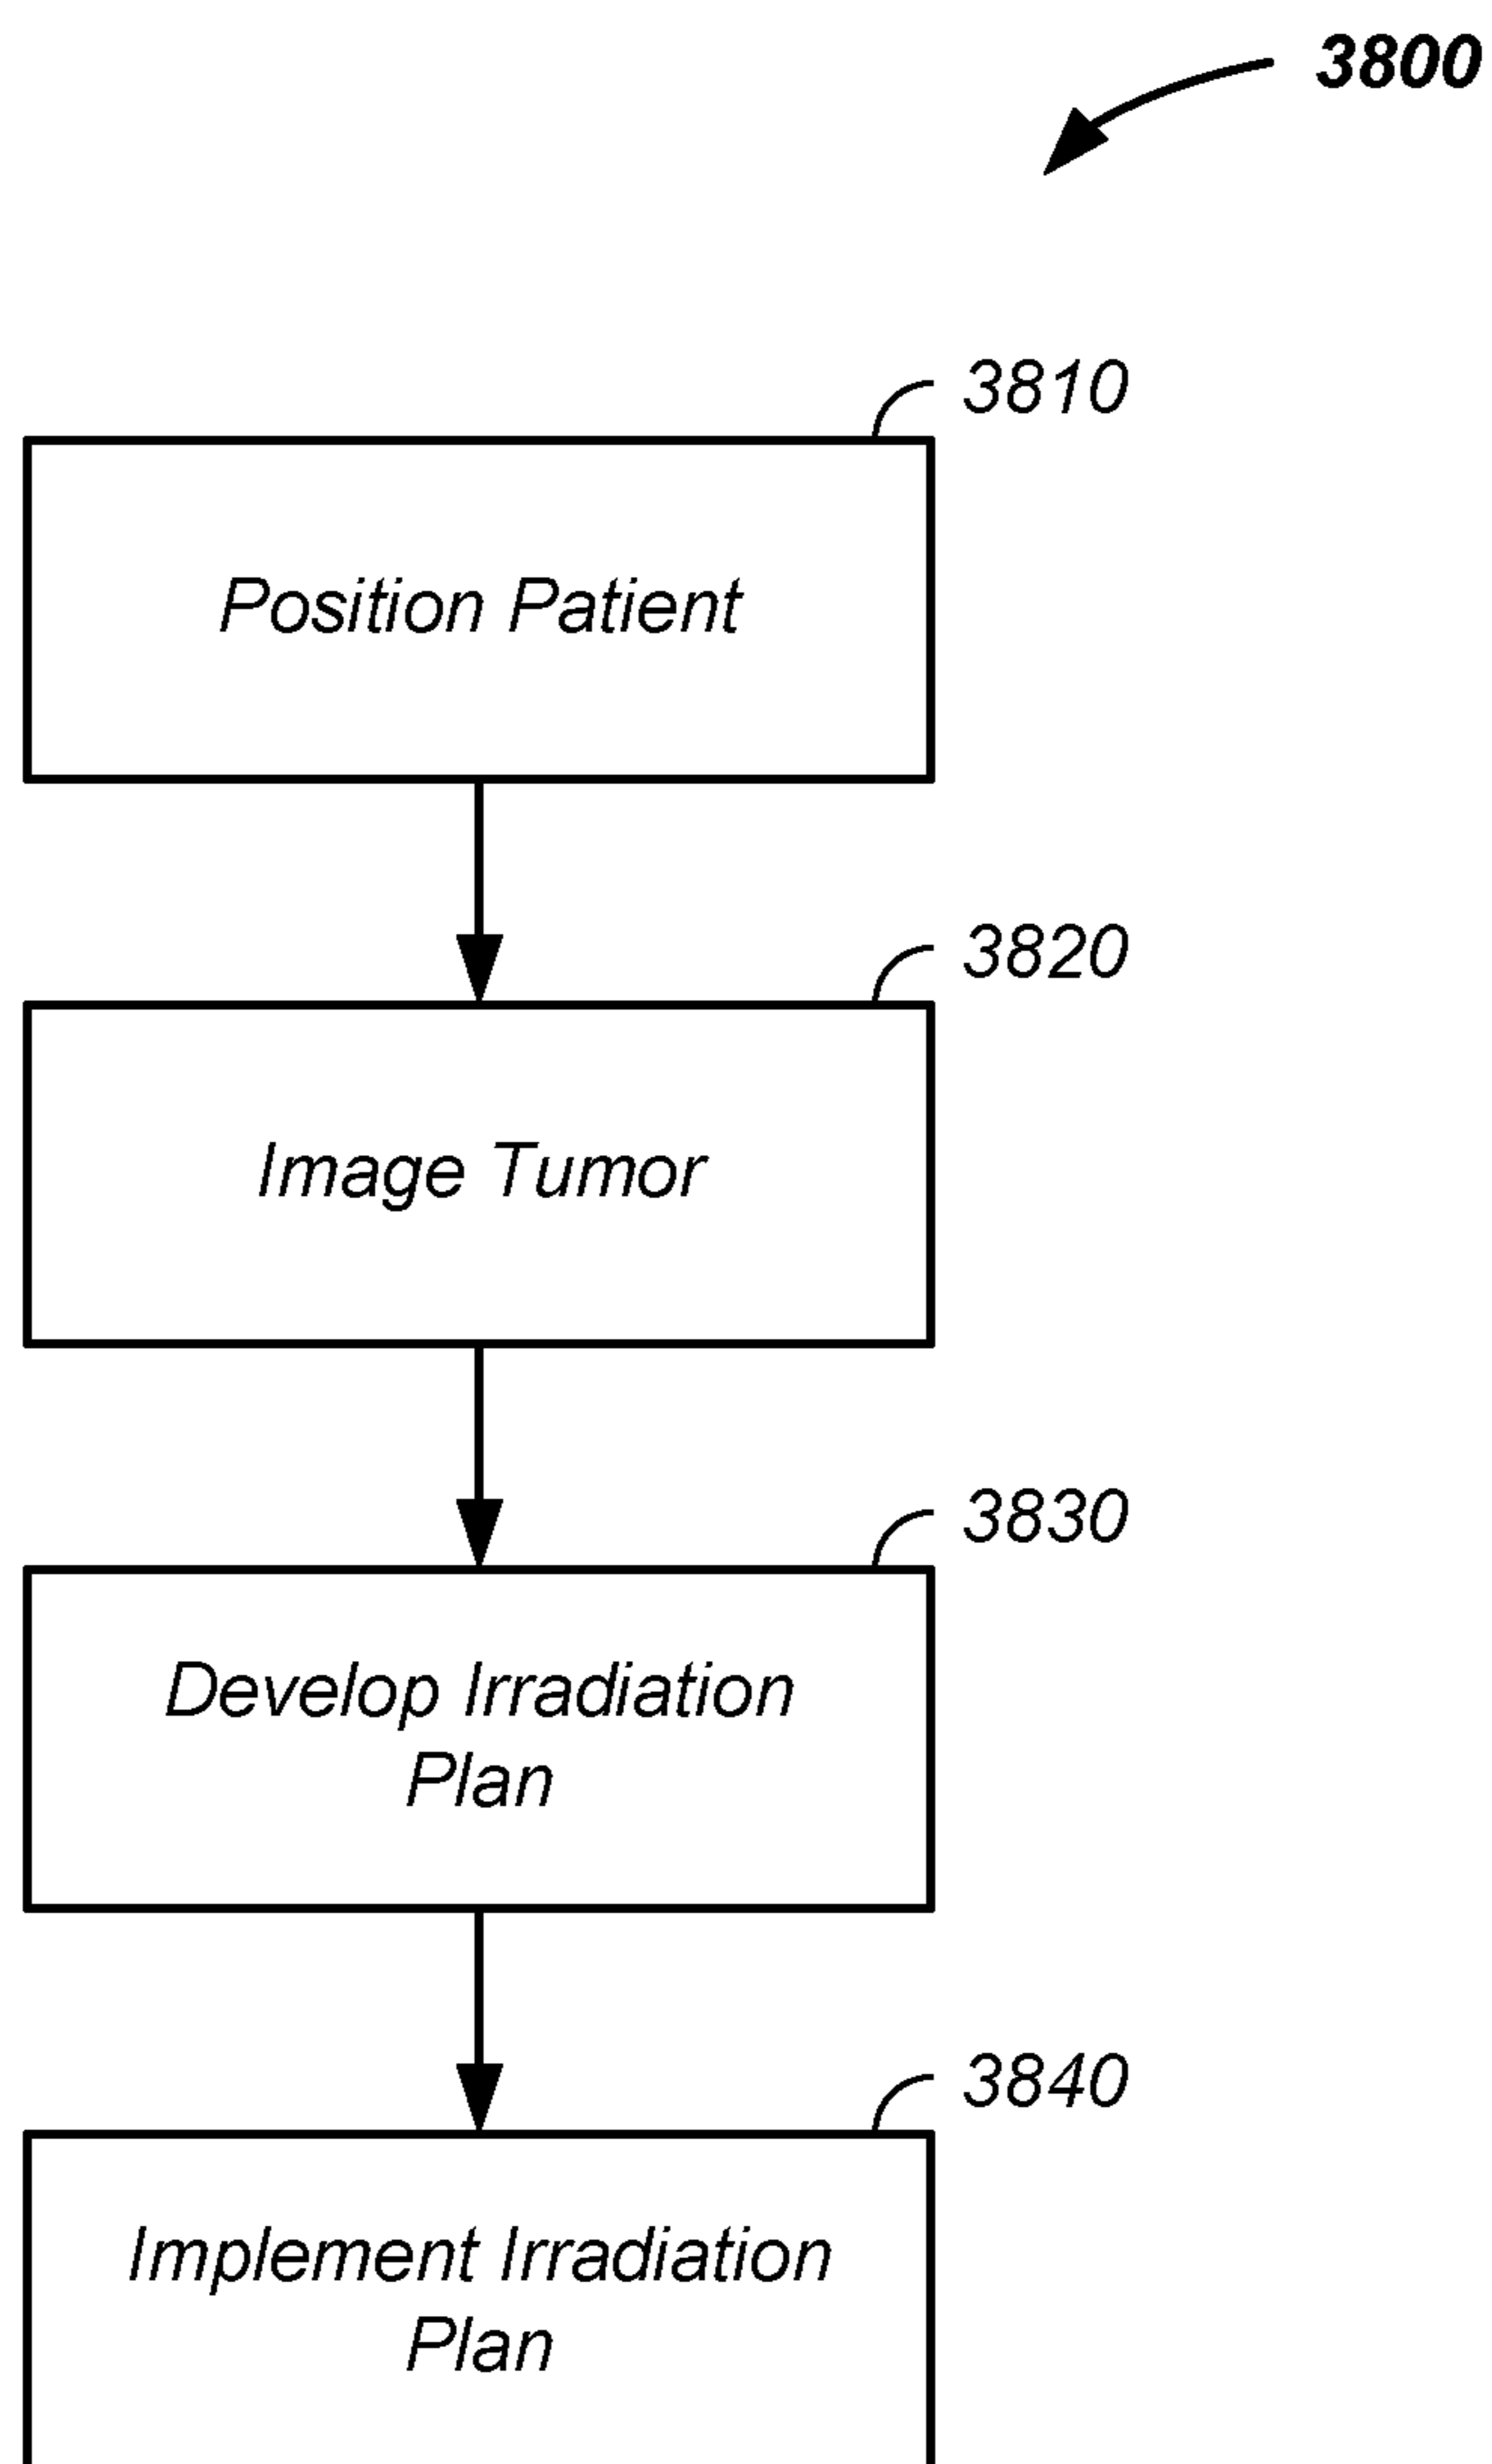 3800
3810
Position Patient
3820
Image Tumor
3830
Develop Irradiation
Plan
3840
Implement Irradiation
Plan